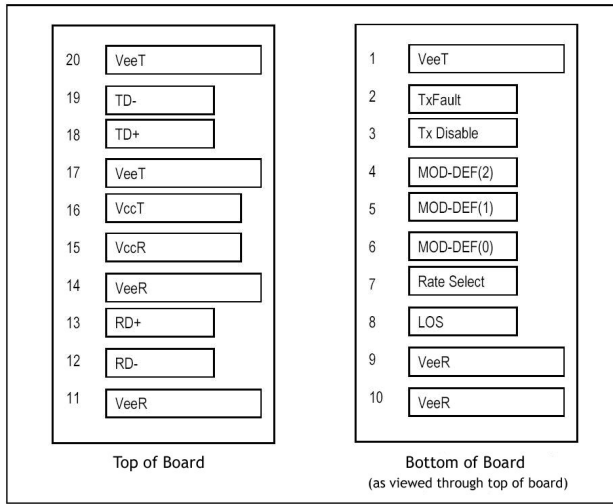 20 VeeT
19 TD-
18 TD+
17 VeeT
16 VccT
15 VccR
14 VeeR
13 RD+
12 RD-
11 VeeR
Top of Board
1 VeeT
2 TxFault
3 Tx Disable
4 MOD-DEF(2)
5 MOD-DEF(1)
6 MOD-DEF(0)
7 Rate Select
8 LOS
9 VeeR
10 VeeR
Bottom of Board
(as viewed through top of board)